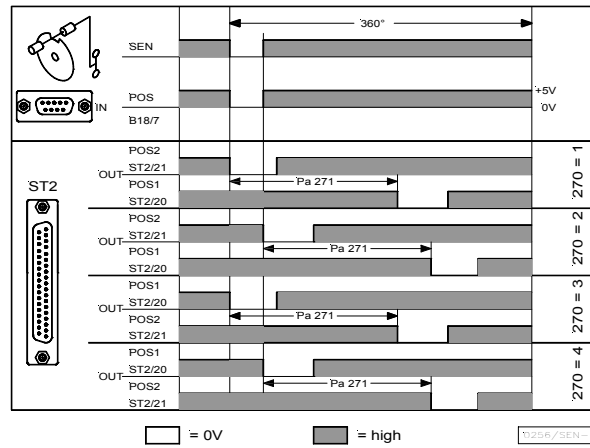 360°
SEN
IN
POS
B18/7
+5V
0V
ST2
POS2
ST2/21
OUT
POS1
ST2/20
Pa 271
270 = 1
POS2
ST2/21
OUT
POS1
ST2/20
Pa 271
270 = 2
POS1
ST2/20
OUT
POS2
ST2/21
Pa 271
270 = 3
POS1
ST2/20
OUT
POS2
ST2/21
Pa 271
270 = 4
= 0V
= high
0256/SEN-